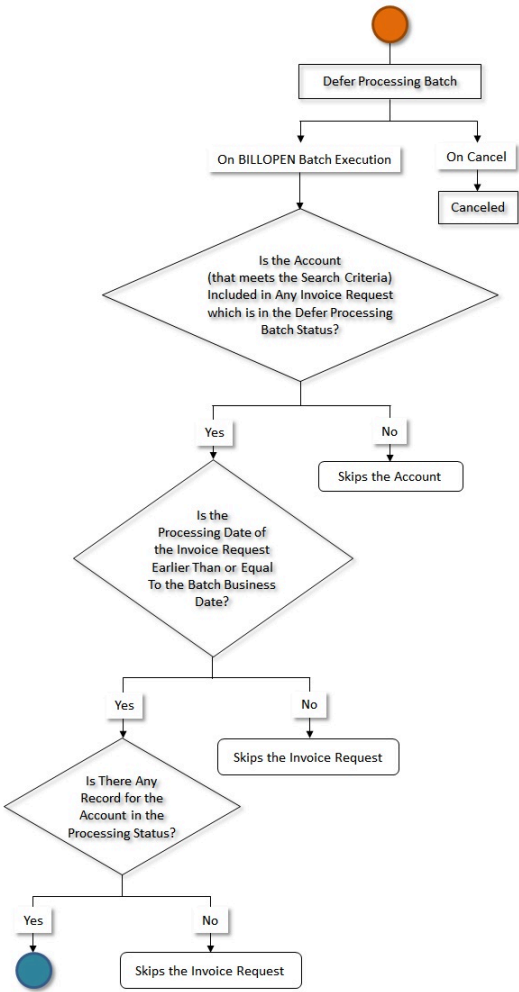 Defer Processing Batch
On BILLOPEN Batch Execution
On Cancel
Canceled
Is the Account
(that meets the Search Criteria)
Included in Any Invoice Request
which is in the Defer Processing
Batch Status?
Yes
No
Skips the Account
Is the
Processing Date of
the Invoice Request
Earlier Than or Equal
To the Batch Business
Date?
Yes
No
Skips the Invoice Request
Is There Any
Record for the
Account in the
Processing Status?
Yes
No
Skips the Invoice Request